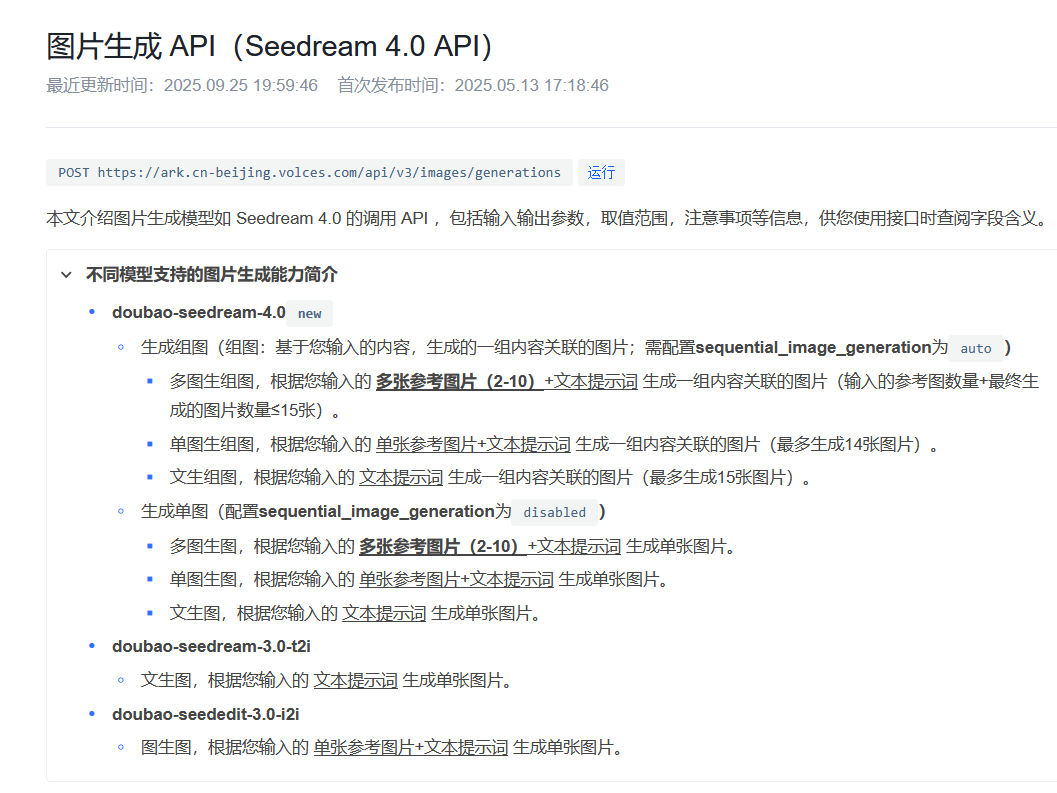 图片生成 API（Seedream 4.0 API）
最近更新时间：2025.09.25 19:59:46 首次发布时间：2025.05.13 17:18:46
POST https://ark.cn-beijing.volces.com/api/v3/images/generations 运行
本文介绍图片生成模型如 Seedream 4.0 的调用 API ，包括输入输出参数，取值范围，注意事项等信息，供您使用接口时查阅字段含义。
不同模型支持的图片生成能力简介
doubao-seedream-4.0 new
生成组图（组图：基于您输入的内容，生成的一组内容关联的图片；需配置sequential_image_generation为 auto ）
多图生组图，根据您输入的 多张参考图片（2-10）+文本提示词 生成一组内容关联的图片（输入的参考图数量+最终生
成的图片数量≤15张）。
单图生组图，根据您输入的 单张参考图片+文本提示词 生成一组内容关联的图片（最多生成14张图片）。
文生组图，根据您输入的 文本提示词 生成一组内容关联的图片（最多生成15张图片）。
生成单图（配置sequential_image_generation为 disabled ）
多图生图，根据您输入的 多张参考图片（2-10）+文本提示词 生成单张图片。
单图生图，根据您输入的 单张参考图片+文本提示词 生成单张图片。
文生图，根据您输入的 文本提示词 生成单张图片。
doubao-seedream-3.0-t2i
文生图，根据您输入的 文本提示词 生成单张图片。
doubao-seededit-3.0-i2i
图生图，根据您输入的 单张参考图片+文本提示词 生成单张图片。